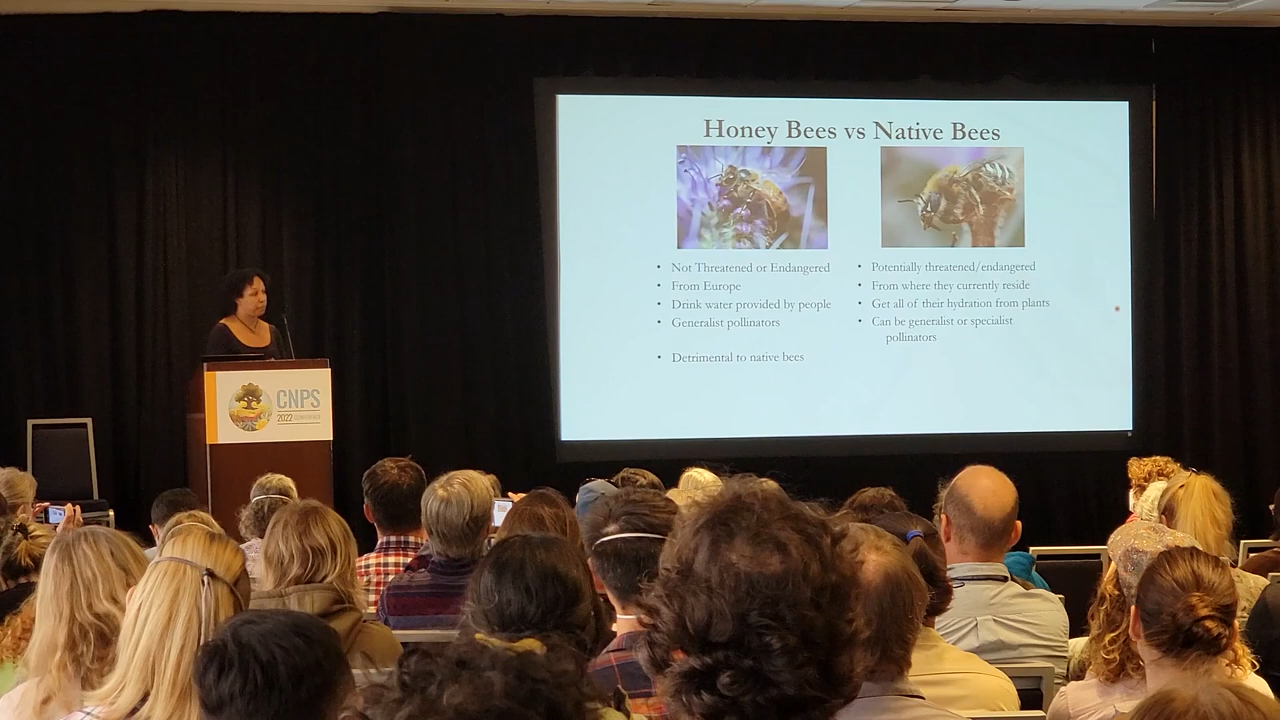 Honey Bees vs Native Bees
• Not Threatened or Endangered
• From Europe
• Drink water provided by people
• Generalist pollinators
• Detrimental to native bees
• Potentially threatened/endangered
• From where they currently reside
• Get all of their hydration from plants
• Can be generalist or specialist
pollinators
CNPS
2022 CONFERENCE